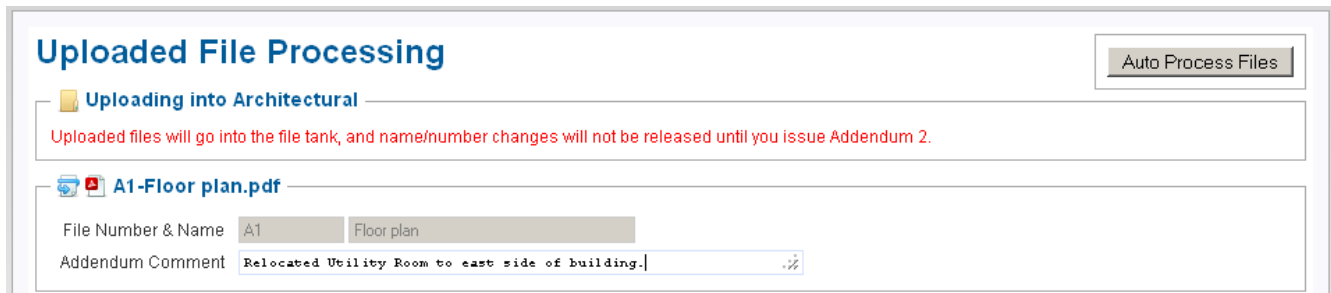 Uploaded File Processing
Auto Process Files
Uploading into Architectural
Uploaded files will go into the file tank, and name/number changes will not be released until you issue Addendum 2.
A1-Floor plan.pdf
File Number & Name A1 Floor plan
Addendum Comment Relocated Utility Room to east side of building.